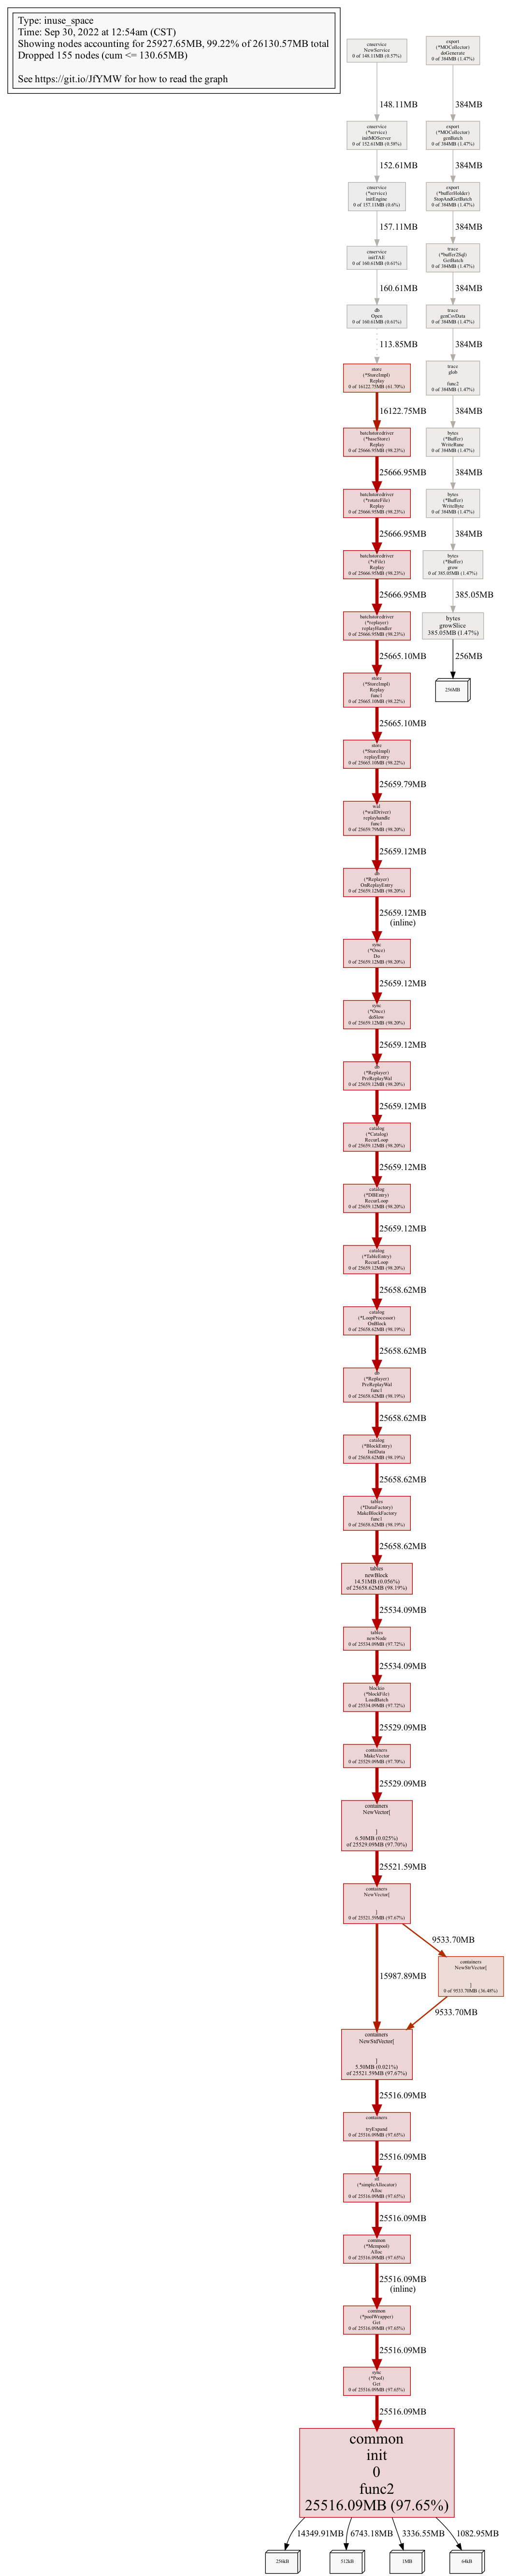 Type: inuse_space
Time: Sep 30, 2022 at 12:54am (CST)
Showing nodes accounting for 25927.65MB, 99.22% of 26130.57MB total
Dropped 155 nodes (cum <= 130.65MB)
See https://git.io/JfYMW for how to read the graph
cnservice
NewService
0 of 148.11MB (0.57%)
148.11MB
cnservice
(*service)
initMOServer
0 of 152.61MB (0.58%)
152.61MB
cnservice
(*service)
initEngine
0 of 157.11MB (0.6%)
157.11MB
cnservice
initTAE
0 of 160.61MB (0.61%)
160.61MB
db
Open
0 of 160.61MB (0.61%)
113.85MB
export
(*MOCollector)
doGenerate
0 of 384MB (1.47%)
384MB
export
(*MOCollector)
genBatch
0 of 384MB (1.47%)
384MB
export
(*bufferHolder)
StopAndGetBatch
0 of 384MB (1.47%)
384MB
trace
(*buffer2Sql)
GetBatch
0 of 384MB (1.47%)
384MB
trace
genCsvData
0 of 384MB (1.47%)
384MB
trace
glob
func2
0 of 384MB (1.47%)
384MB
bytes
(*Buffer)
WriteRune
0 of 384MB (1.47%)
384MB
bytes
(*Buffer)
WriteByte
0 of 384MB (1.47%)
384MB
bytes
(*Buffer)
grow
0 of 385.05MB (1.47%)
385.05MB
bytes
growSlice
385.05MB (1.47%)
256MB
256MB
store
(*StoreImpl)
Replay
0 of 16122.75MB (61.70%)
16122.75MB
batchstoredriver
(*baseStore)
Replay
0 of 25666.95MB (98.23%)
25666.95MB
batchstoredriver
(*rotateFile)
Replay
0 of 25666.95MB (98.23%)
25666.95MB
batchstoredriver
(*vFile)
Replay
0 of 25666.95MB (98.23%)
25666.95MB
batchstoredriver
(*replayer)
replayHandler
0 of 25666.95MB (98.23%)
25665.10MB
store
(*StoreImpl)
Replay
func1
0 of 25665.10MB (98.22%)
25665.10MB
store
(*StoreImpl)
replayEntry
0 of 25665.10MB (98.22%)
25659.79MB
wal
(*walDriver)
replayhandle
func1
0 of 25659.79MB (98.20%)
25659.12MB
db
(*Replayer)
OnReplayEntry
0 of 25659.12MB (98.20%)
25659.12MB
(inline)
sync
(*Once)
Do
0 of 25659.12MB (98.20%)
25659.12MB
sync
(*Once)
doSlow
0 of 25659.12MB (98.20%)
25659.12MB
db
(*Replayer)
PreReplayWal
0 of 25659.12MB (98.20%)
25659.12MB
catalog
(*Catalog)
RecurLoop
0 of 25659.12MB (98.20%)
25659.12MB
catalog
(*DBEntry)
RecurLoop
0 of 25659.12MB (98.20%)
25659.12MB
catalog
(*TableEntry)
RecurLoop
0 of 25659.12MB (98.20%)
25658.62MB
catalog
(*LoopProcessor)
OnBlock
0 of 25658.62MB (98.19%)
25658.62MB
db
(*Replayer)
PreReplayWal
func1
0 of 25658.62MB (98.19%)
25658.62MB
catalog
(*BlockEntry)
InitData
0 of 25658.62MB (98.19%)
25658.62MB
tables
(*DataFactory)
MakeBlockFactory
func1
0 of 25658.62MB (98.19%)
25658.62MB
tables
newBlock
14.51MB (0.056%)
of 25658.62MB (98.19%)
25534.09MB
tables
newNode
0 of 25534.09MB (97.72%)
25534.09MB
blockio
(*blockFile)
LoadBatch
0 of 25534.09MB (97.72%)
25529.09MB
containers
MakeVector
0 of 25529.09MB (97.70%)
25529.09MB
containers
NewVector[
]
6.50MB (0.025%)
of 25529.09MB (97.70%)
25521.59MB
containers
NewVector[
]
0 of 25521.59MB (97.67%)
9533.70MB
15987.89MB
containers
NewStrVector[
]
0 of 9533.70MB (36.48%)
9533.70MB
containers
NewStdVector[
]
5.50MB (0.021%)
of 25521.59MB (97.67%)
25516.09MB
containers
tryExpand
0 of 25516.09MB (97.65%)
25516.09MB
stl
(*simpleAllocator)
Alloc
0 of 25516.09MB (97.65%)
25516.09MB
common
(*Mempool)
Alloc
0 of 25516.09MB (97.65%)
25516.09MB
(inline)
common
(*poolWrapper)
Get
0 of 25516.09MB (97.65%)
25516.09MB
sync
(*Pool)
Get
0 of 25516.09MB (97.65%)
25516.09MB
common
init
0
func2
25516.09MB (97.65%)
14349.91MB
6743.18MB
3336.55MB
1082.95MB
256kB
512kB
1MB
64kB